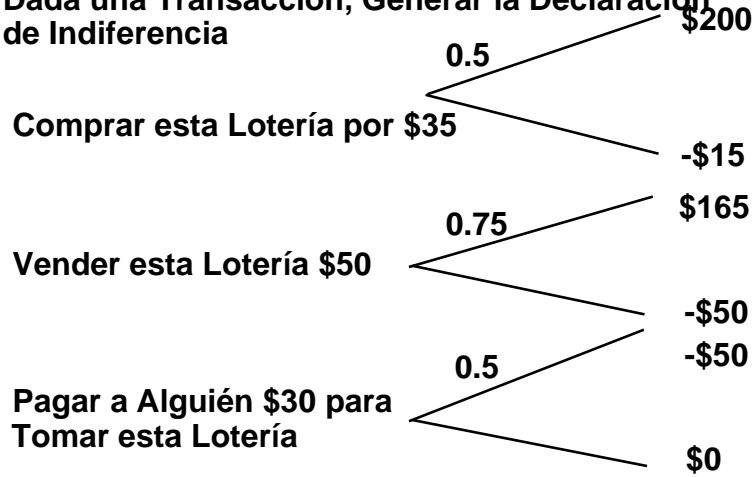 Dada una Transacción, Generar la Declaración
de Indiferencia
$200
0.5
Comprar esta Lotería por $35
-$15
$165
0.75
Vender esta Lotería $50
-$50
-$50
0.5
Pagar a Alguién $30 para
Tomar esta Lotería
$0